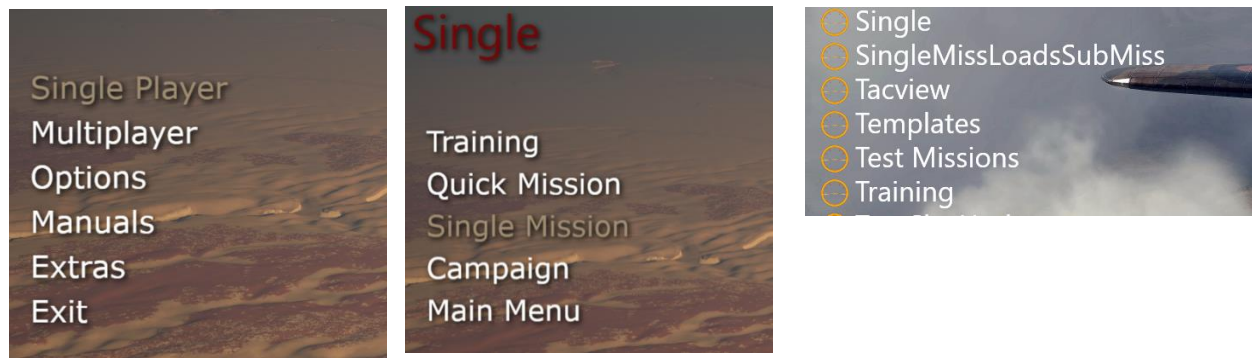 Single Player
Multiplayer
Options
Manuals
Extras
Exit
Single
Training
Quick Mission
Single Mission
Campaign
Main Menu
Single
SingleMissLoadsSubMiss
Tacview
Templates
Test Missions
Training